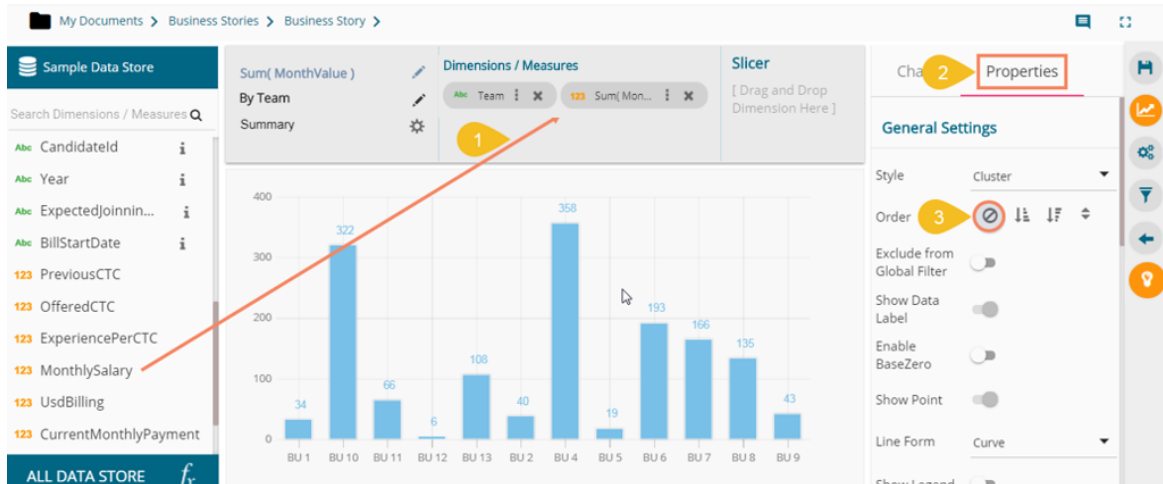 My Documents > Business Stories > Business Story >
Sample Data Store
Search Dimensions / Measures
Abc CandidateId i
Abc Year i
Abc ExpectedJoinnin... i
Abc BillStartDate i
123 PreviousCTC
123 OfferedCTC
123 ExperiencePerCTC
123 MonthlySalary
123 UsdBilling
123 CurrentMonthlyPayment
ALL DATA STORE fx
Sum( MonthValue )
By Team
Summary
Dimensions / Measures
Abc Team
123 Sum( Mon...
1
Slicer
[ Drag and Drop
Dimension Here ]
400
300
200
100
0
34
322
66
6
108
40
358
19
193
166
135
43
BU 1 BU 10 BU 11 BU 12 BU 13 BU 2 BU 4 BU 5 BU 6 BU 7 BU 8 BU 9
Cha 2 Properties
General Settings
Style Cluster
Order 3
Exclude from
Global Filter
Show Data
Label
Enable
BaseZero
Show Point
Line Form Curve
Show Legend